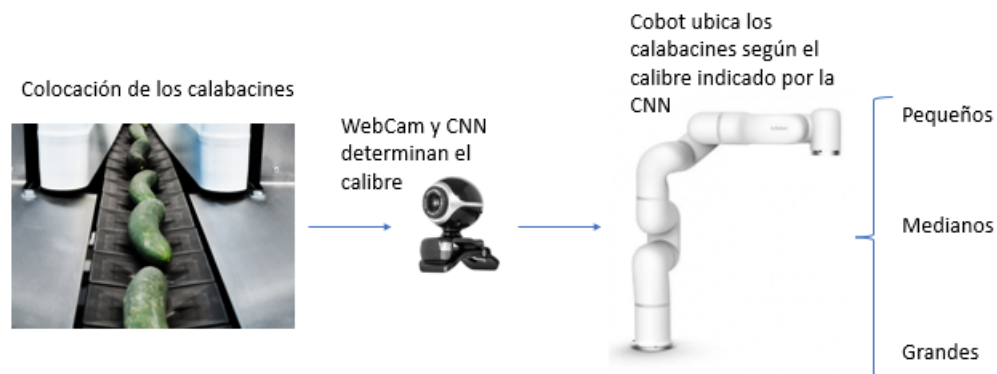 Colocación de los calabacines
WebCam y CNN
determinan el
calibre
Cobot ubica los
calabacines según el
calibre indicado por la
CNN
Pequeños
Medianos
Grandes